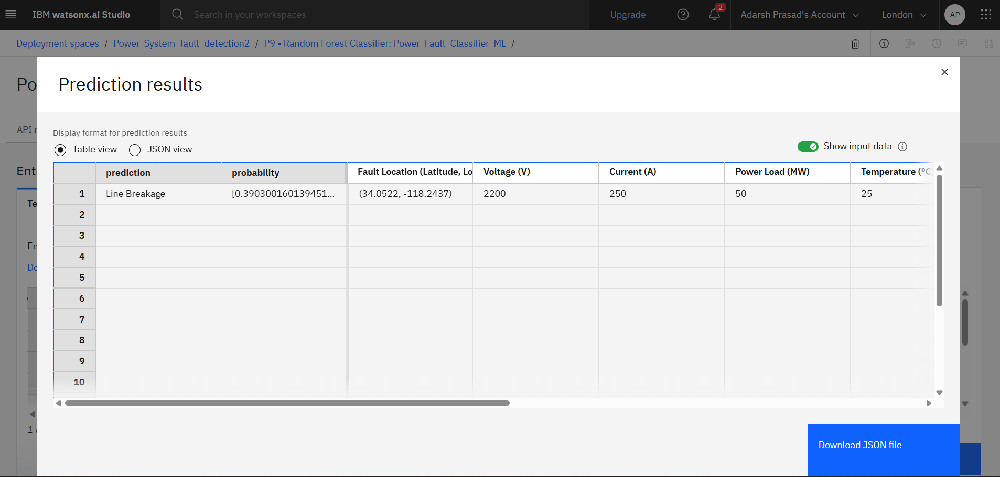 IBM watsonx.ai Studio
Search in your workspaces
Upgrade
2
Adarsh Prasad's Account
London
AP
Deployment spaces / Power_System_fault_detection2 / P9 - Random Forest Classifier: Power_Fault_Classifier_ML /
Po
Prediction results
API r
Display format for prediction results
Table view
JSON view
Show input data
Ent
prediction
probability
Fault Location (Latitude, Lo
Voltage (V)
Current (A)
Power Load (MW)
Temperature (°C)
1
Line Breakage
[0.390300160139451...
(34.0522, -118.2437)
2200
250
50
25
Te
2
3
En
4
Do
5
6
7
8
9
10
1
Download JSON file